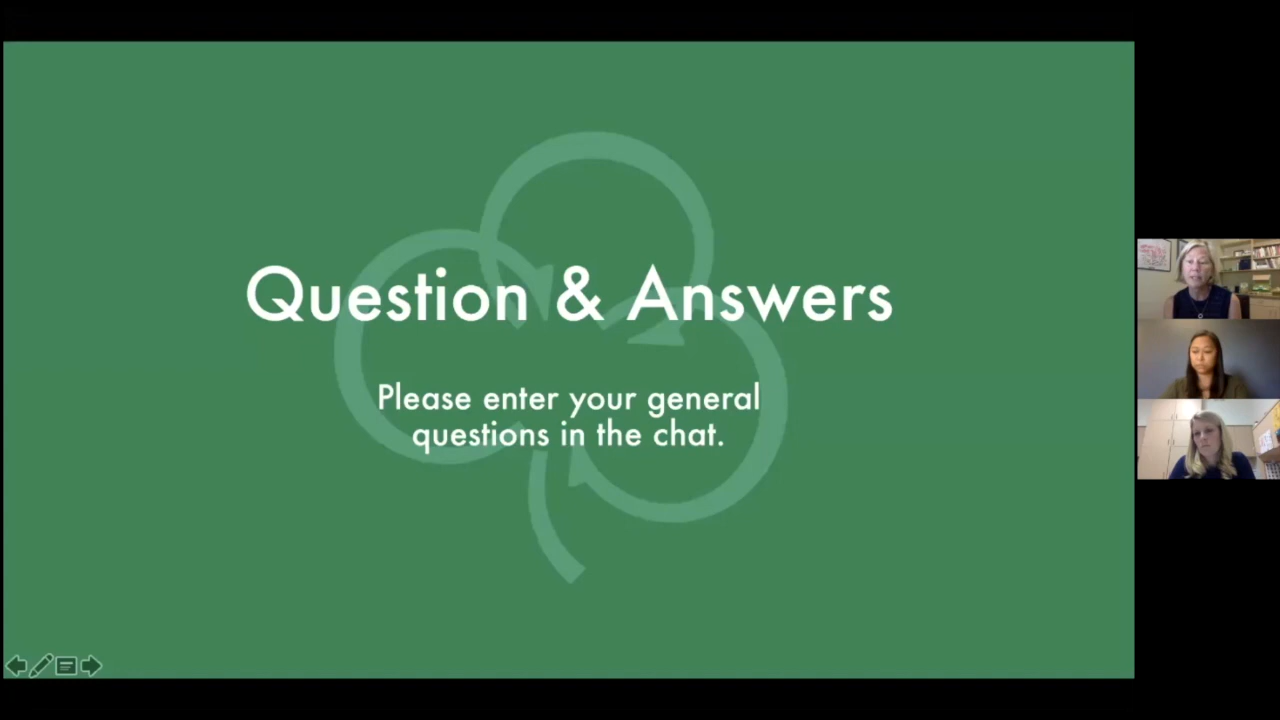 Question & Answers
Please enter your general
questions in the chat.